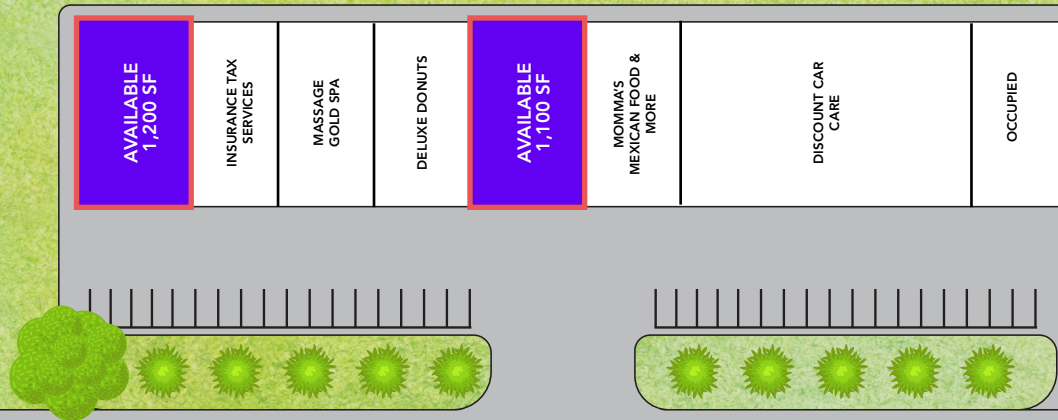 AVAILABLE
1,200 SF
INSURANCE TAX
SERVICES
MASSAGE
GOLD SPA
DELUXE DONUTS
AVAILABLE
1,100 SF
MOMMA'S
MEXICAN FOOD &
MORE
DISCOUNT CAR
CARE
OCCUPIED